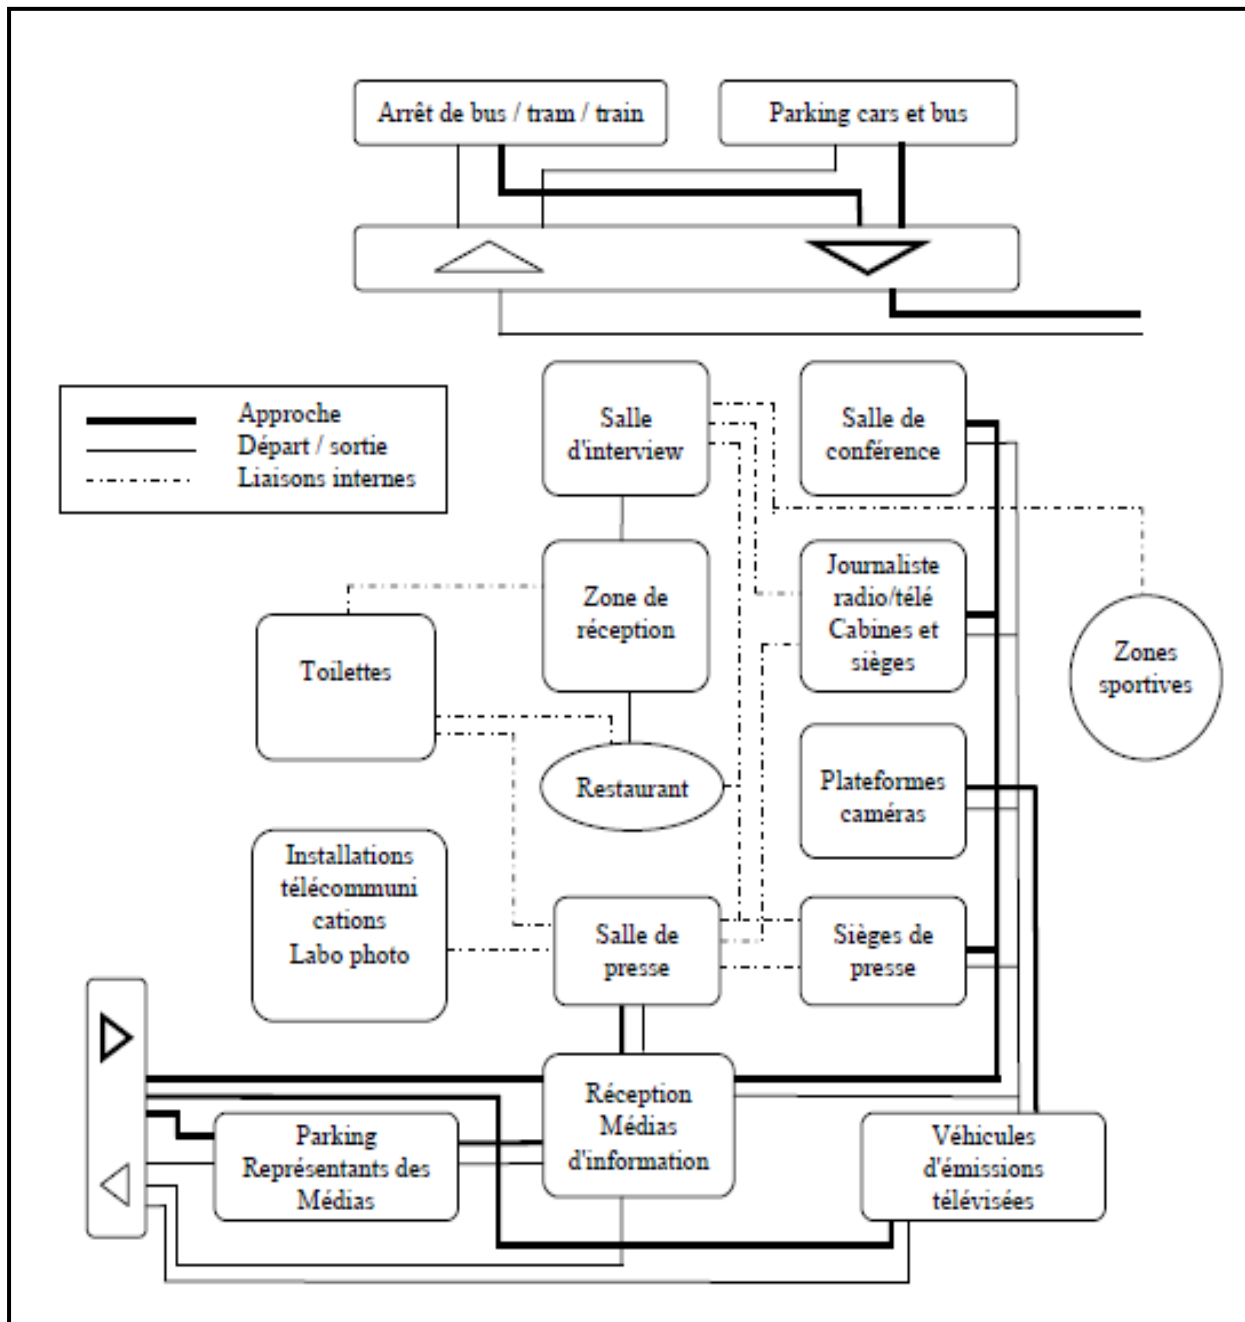 Arrêt de bus / tram / train
Parking cars et bus
Approche
Départ / sortie
Liaisons internes
Salle
d'interview
Salle de
conférence
Zone de
réception
Journaliste
radio/télé
Cabines et
sièges
Toilettes
Zones
sportives
Restaurant
Plateformes
caméras
Installations
télécommuni
cations
Labo photo
Salle de
presse
Sièges de
presse
Réception
Médias
d'information
Parking
Représentants des
Médias
Véhicules
d'émissions
télévisées